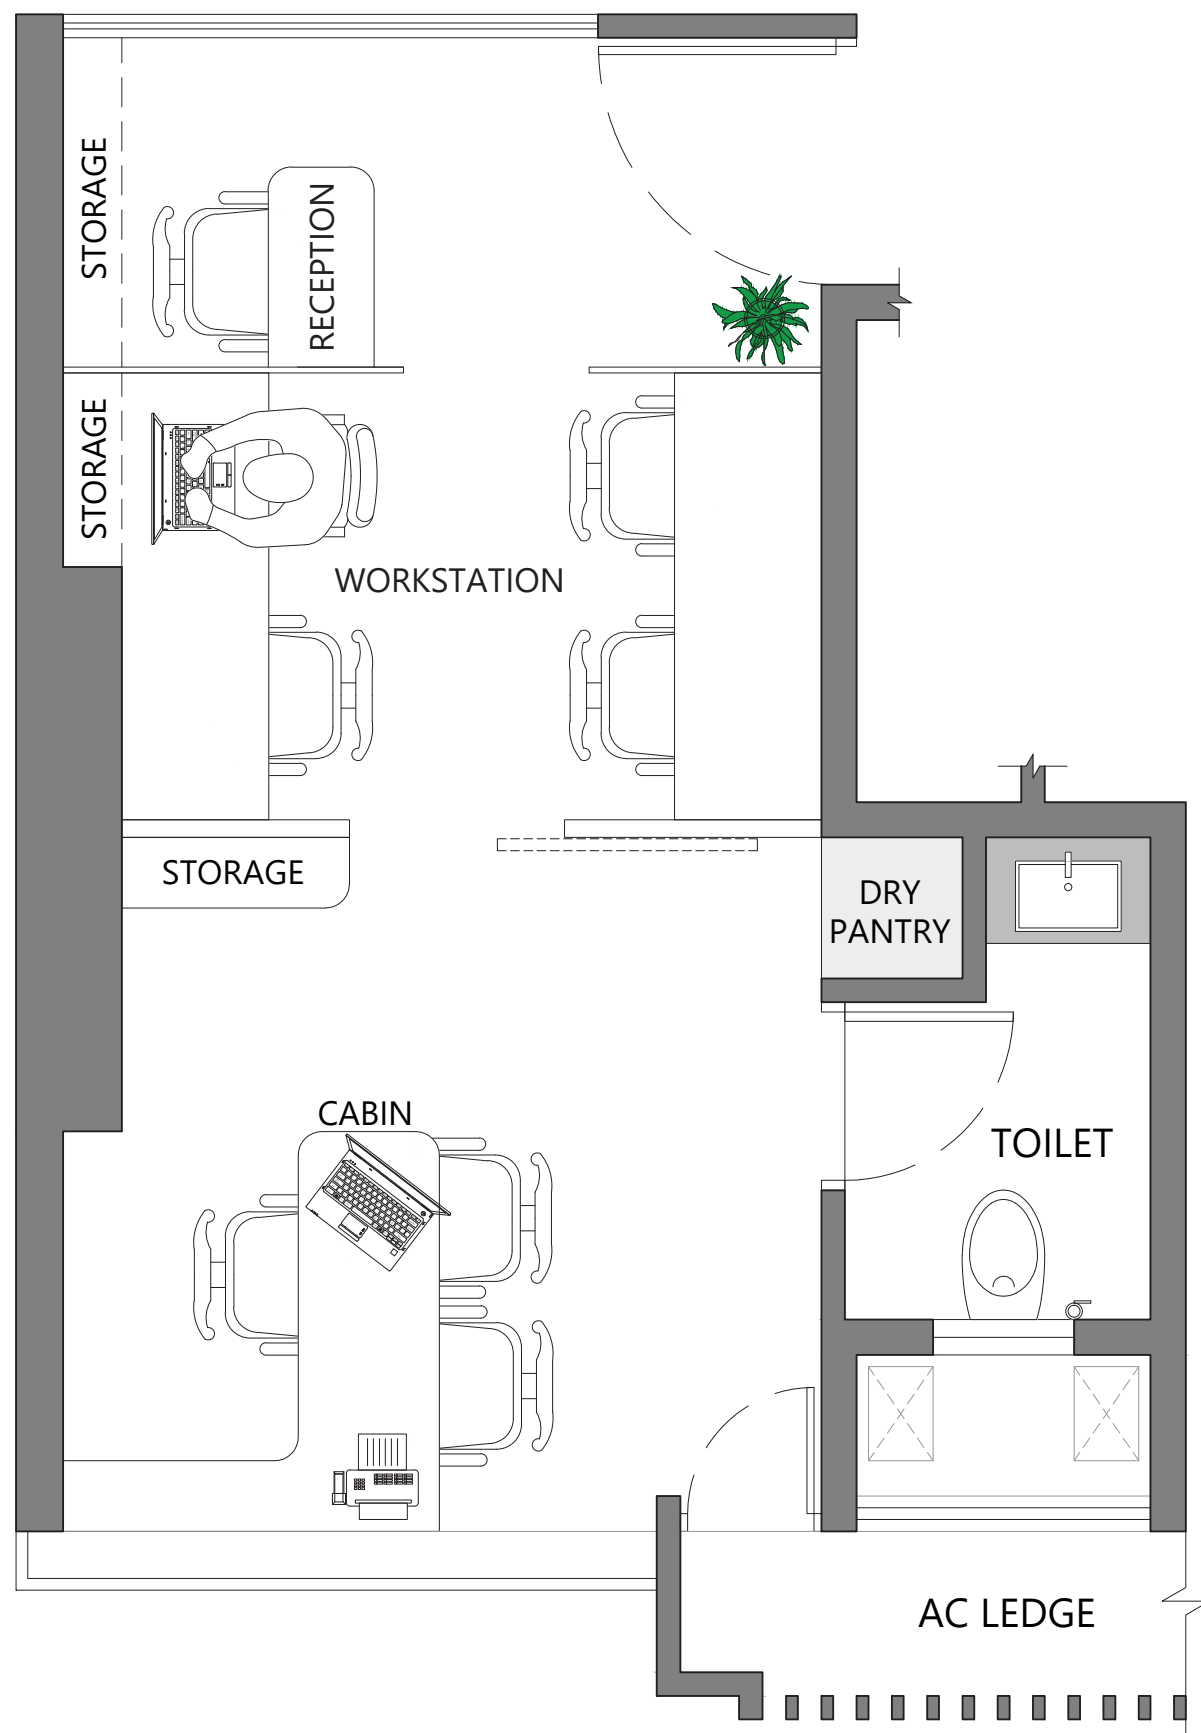 STORAGE
RECEPTION
STORAGE
WORKSTATION
STORAGE
DRY
PANTRY
CABIN
TOILET
AC LEDGE